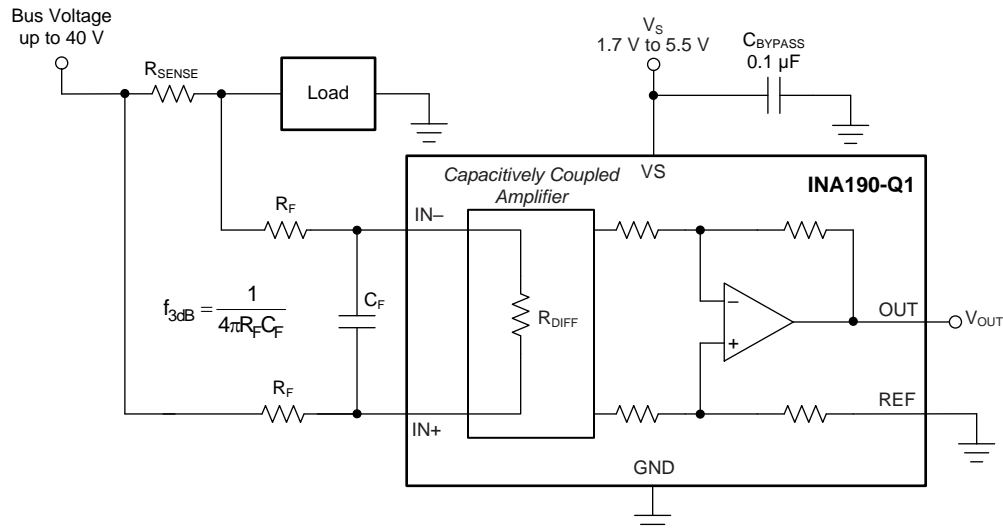 Bus Voltage
up to 40 V
RSENSE
Load
VS
1.7 V to 5.5 V
CBYPASS
0.1 µF
Capacitively Coupled
Amplifier
VS
INA190-Q1
RF
IN–
f3dB = 1 / 4πRFCF
CF
RDIFF
–
+
OUT
VOUT
RF
IN+
REF
GND